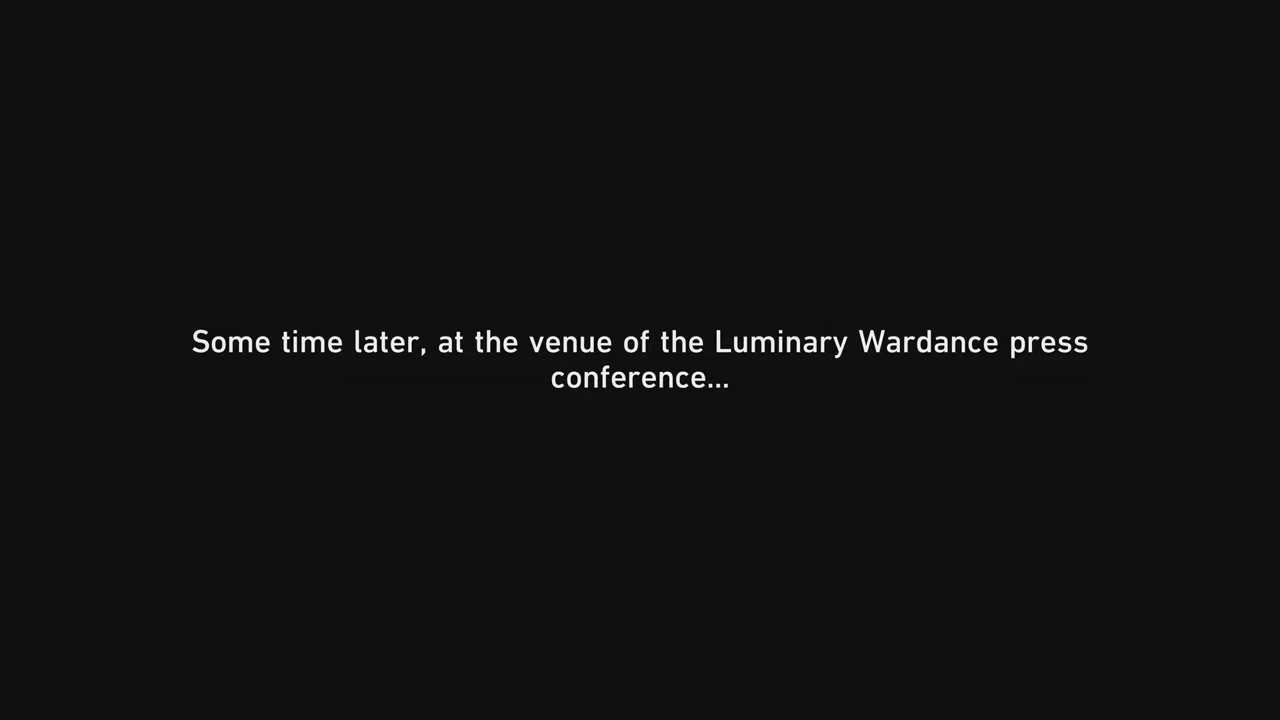 Some time later, at the venue of the Luminary Wardance press
conference...